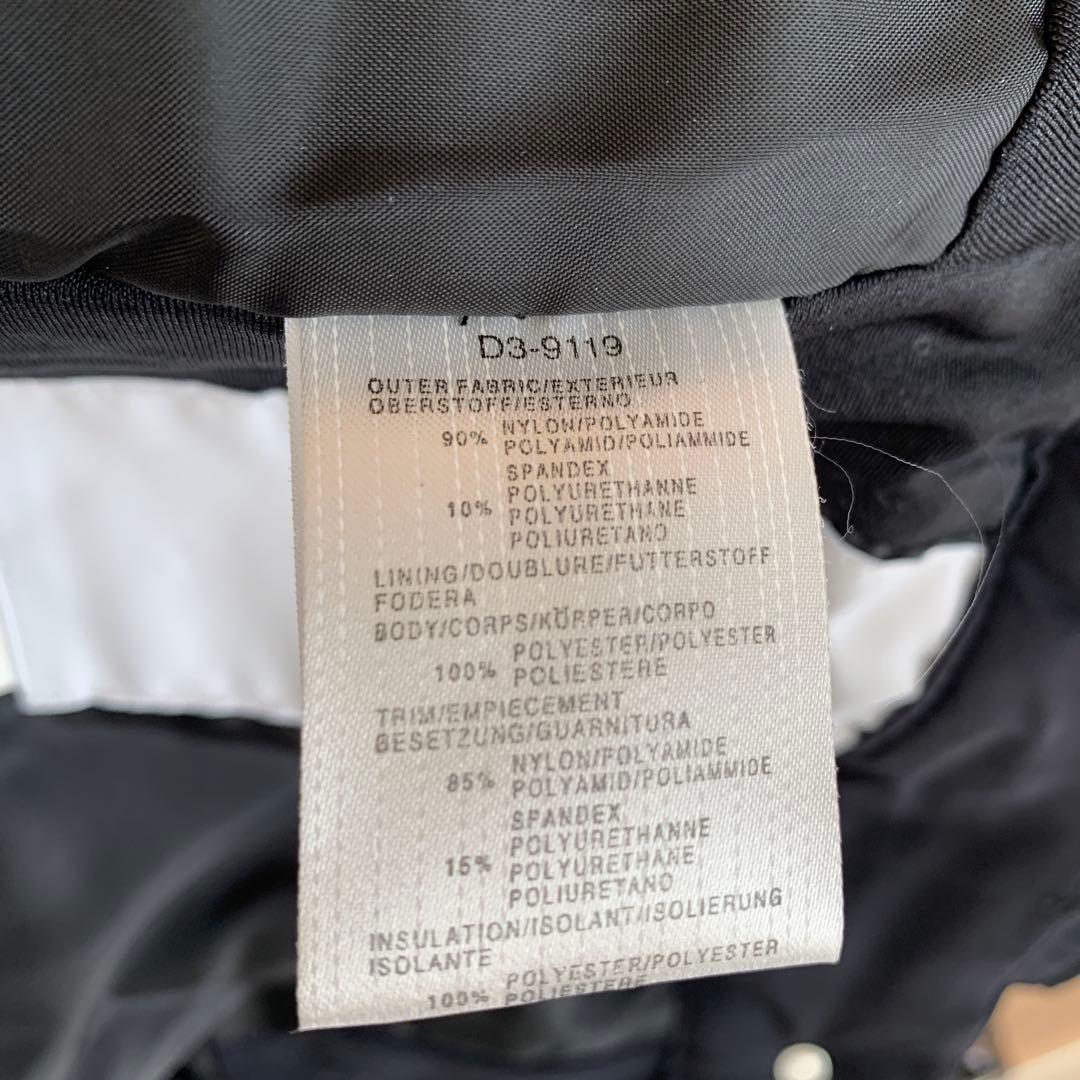 D3-9119
OUTER FABRIC/EXTERIEUR
OBERSTOFF/ESTERNO
90% NYLON/POLYAMIDE
POLYAMID/POLIAMMIDE
SPANDEX
POLYURETHANNE
10% POLYURETHANE
POLIURETANO
LINING/DOUBLURE/FUTTERSTOFF
FODERA
BODY/CORPS/KÖRPER/CORPO
100% POLYESTER/POLYESTER
POLIESTERE
TRIM/EMPIECEMENT
BESETZUNG/GUARNITURA
85% NYLON/POLYAMIDE
POLYAMID/POLIAMMIDE
SPANDEX
POLYURETHANNE
15% POLYURETHANE
POLIURETANO
INSULATION/ISOLANT/ISOLIERUNG
ISOLANTE
100% POLYESTER/POLYESTER
POLIESTERE